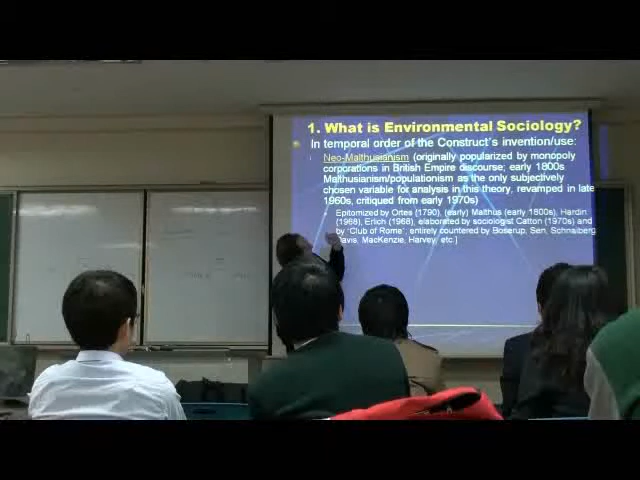 1. What is Environmental Sociology?
In temporal order of the Construct's invention/use:
Neo-Malthusianism (originally popularized by monopoly
corporations in British Empire discourse; early 1800s
Malthusianism/populationism as the only subjectively
chosen variable for analysis in this theory, revamped in late
1960s, critiqued from early 1970s)
Epitomized by Ortes (1790), (early) Malthus (early 1800s), Hardin
(1968), Erlich (1968), elaborated by sociologist Catton (1970s) and
by "Club of Rome", entirely countered by Boserup, Sen, Schnaiberg,
Davis, MacKenzie, Harvey, etc.]